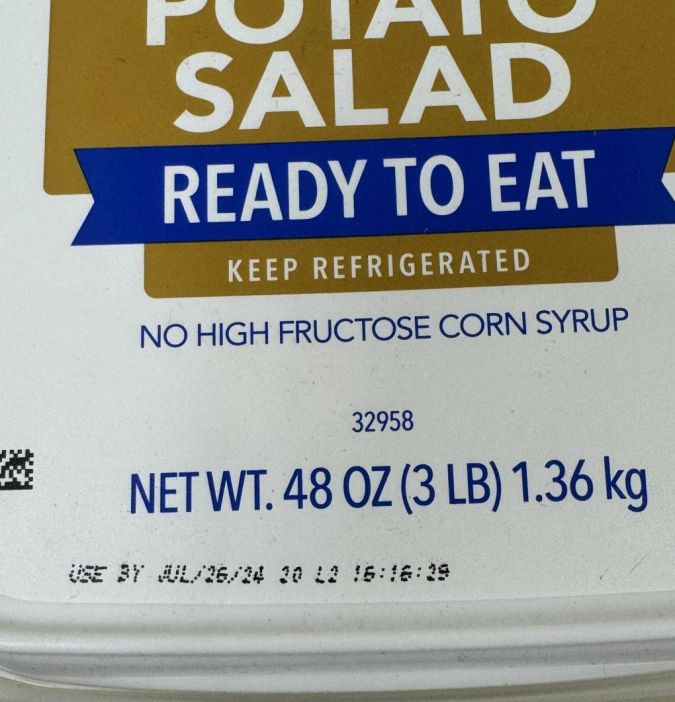 POTATO
SALAD
READY TO EAT
KEEP REFRIGERATED
NO HIGH FRUCTOSE CORN SYRUP
32958
NET WT. 48 OZ (3 LB) 1.36 kg
USE BY JUL/26/24 20 L2 16:16:29